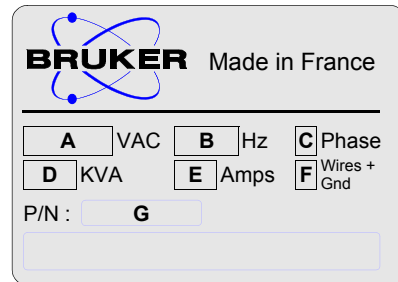 BRUKER Made in France
A VAC B Hz C Phase
D KVA E Amps F Wires + Gnd
P/N : G